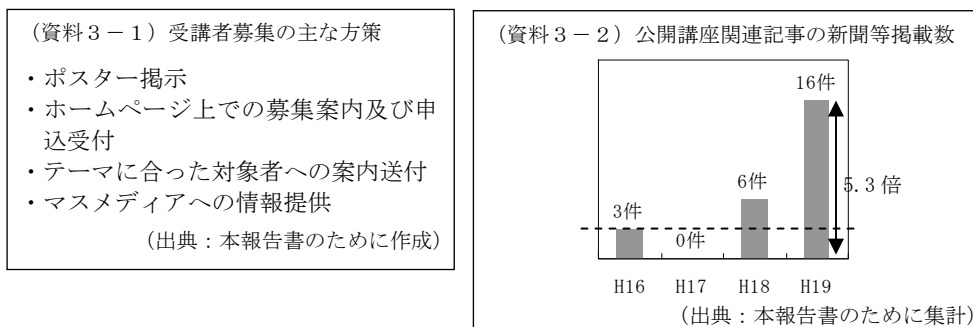 (資料3-1)受講者募集の主な方策
・ポスター掲示
・ホームページ上での募集案内及び申
込受付
・テーマに合った対象者への案内送付
・マスメディアへの情報提供
(出典:本報告書のために作成)
(資料3-2)公開講座関連記事の新聞等掲載数
16件
5.3倍
6件
3件
0件
H16 H17 H18 H19
(出典:本報告書のために集計)